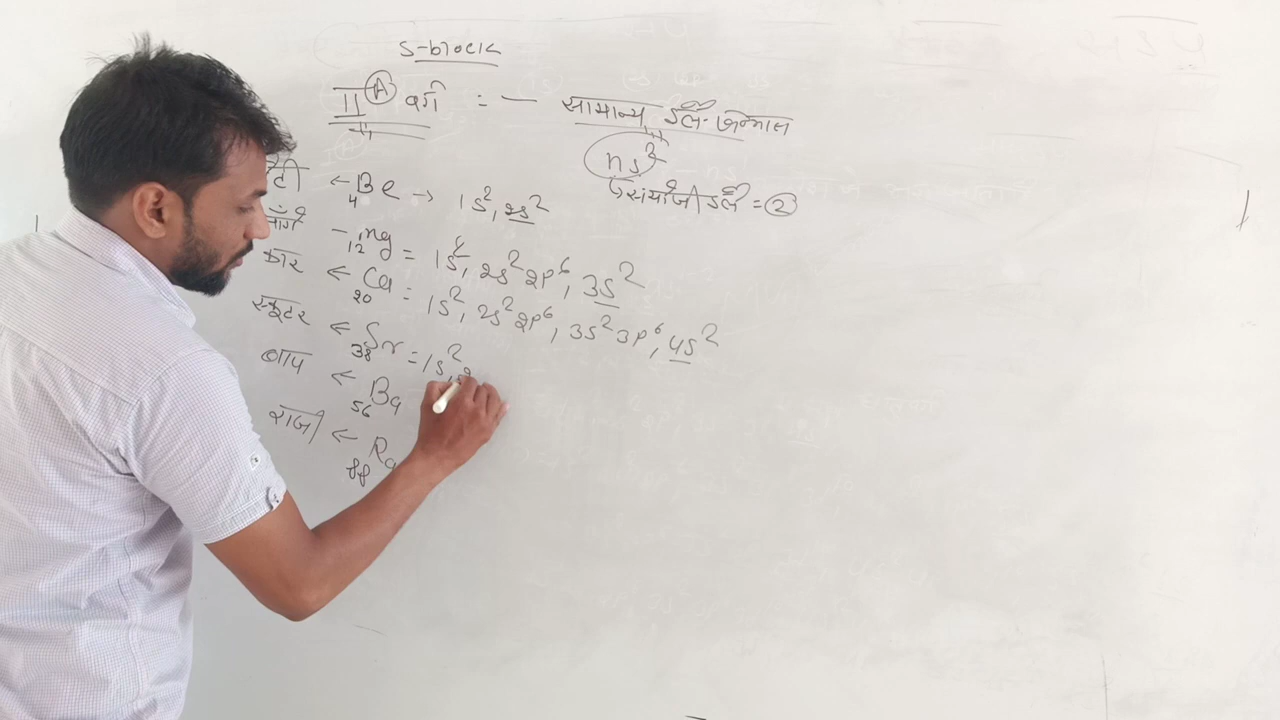 S-block
II A वर्ग :- सामान्य इले. विन्यास
ns²
↳ संयोजी इले = 2
बेटी ← ₄Be → 1s², 2s²
मांगे - ₁₂mg = 1s², 2s² 2p⁶, 3s²
कार ← ₂₀Ca = 1s², 2s² 2p⁶, 3s² 3p⁶, 4s²
स्कूटर ← ₃₈Sr = 1s²,
बाप ← ₅₆Ba
राजी ← ₈₈Ra